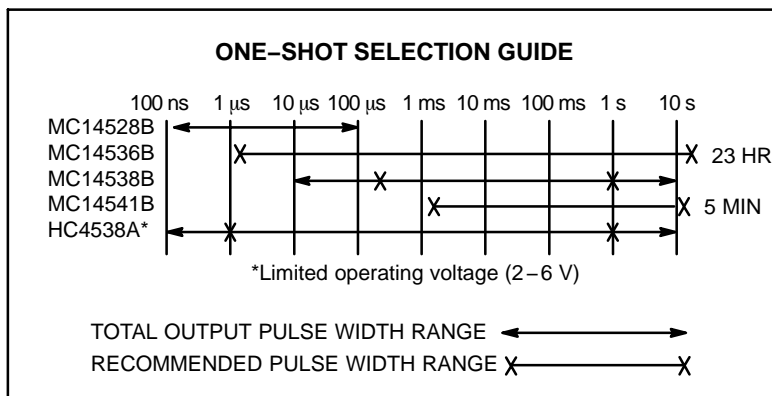 ONE–SHOT SELECTION GUIDE
100 ns 1 µs 10 µs 100 µs 1 ms 10 ms 100 ms 1 s 10 s
MC14528B
MC14536B 23 HR
MC14538B
MC14541B 5 MIN
HC4538A*
*Limited operating voltage (2–6 V)
TOTAL OUTPUT PULSE WIDTH RANGE
RECOMMENDED PULSE WIDTH RANGE